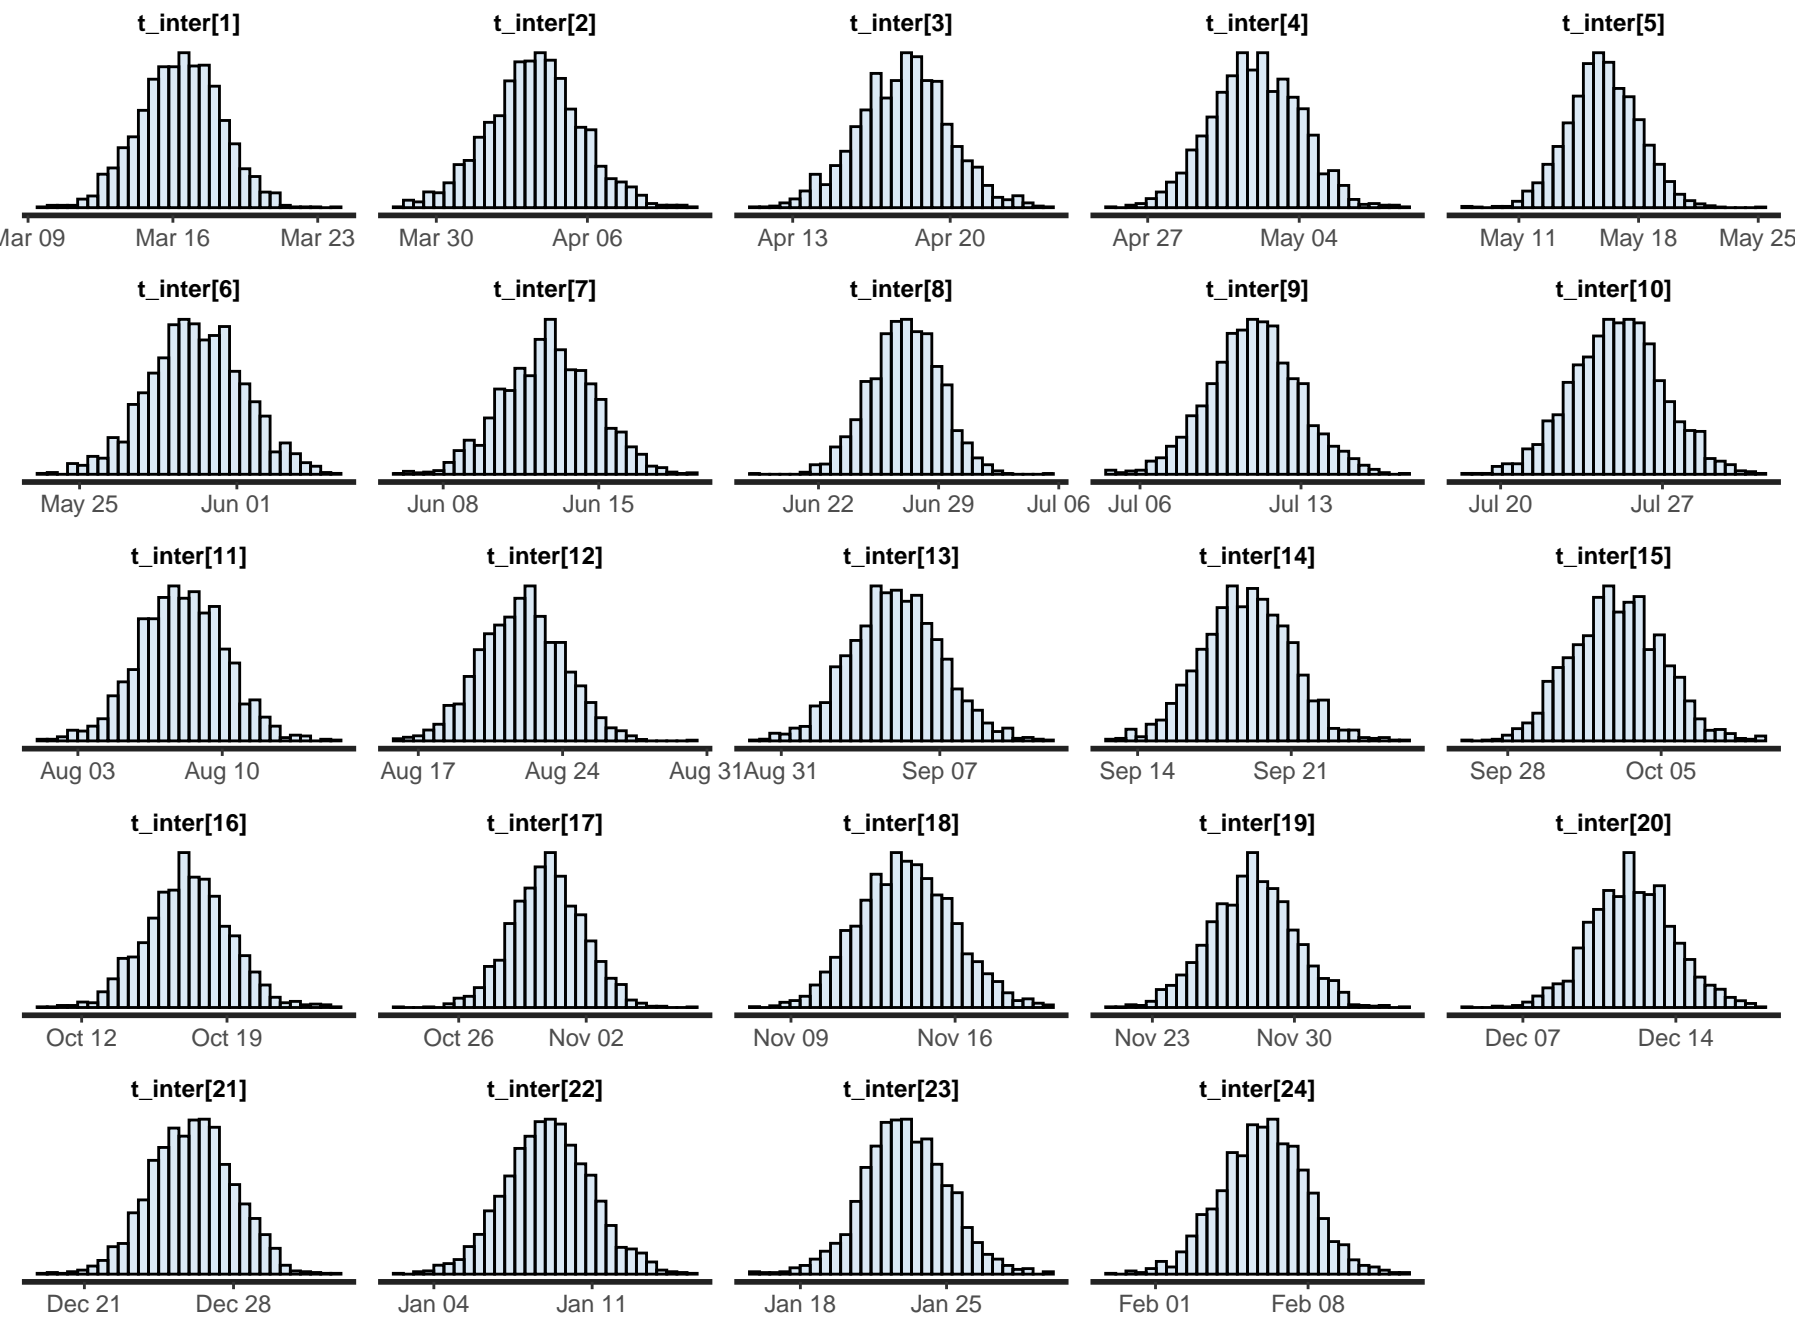 t_inter[1] t_inter[2] t_inter[3] t_inter[4] t_inter[5]
Mar 09 Mar 16 Mar 23 Mar 30 Apr 06 Apr 13 Apr 20 Apr 27 May 04 May 11 May 18 May 25
t_inter[6] t_inter[7] t_inter[8] t_inter[9] t_inter[10]
May 25 Jun 01 Jun 08 Jun 15 Jun 22 Jun 29 Jul 06 Jul 06 Jul 13 Jul 20 Jul 27
t_inter[11] t_inter[12] t_inter[13] t_inter[14] t_inter[15]
Aug 03 Aug 10 Aug 17 Aug 24 Aug 31 Aug 31 Sep 07 Sep 14 Sep 21 Sep 28 Oct 05
t_inter[16] t_inter[17] t_inter[18] t_inter[19] t_inter[20]
Oct 12 Oct 19 Oct 26 Nov 02 Nov 09 Nov 16 Nov 23 Nov 30 Dec 07 Dec 14
t_inter[21] t_inter[22] t_inter[23] t_inter[24]
Dec 21 Dec 28 Jan 04 Jan 11 Jan 18 Jan 25 Feb 01 Feb 08